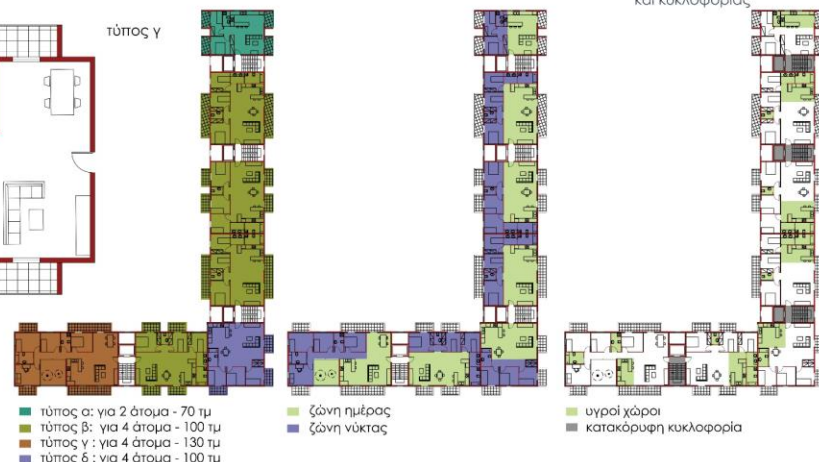 και κυκλοφορίας
τύπος γ
τύπος α: για 2 άτομα - 70 τμ
τύπος β: για 4 άτομα - 100 τμ
τύπος γ : για 4 άτομα - 130 τμ
τύπος δ : για 4 άτομα - 100 τμ
ζώνη ημέρας
ζώνη νύκτας
υγροί χώροι
κατακόρυφη κυκλοφορία